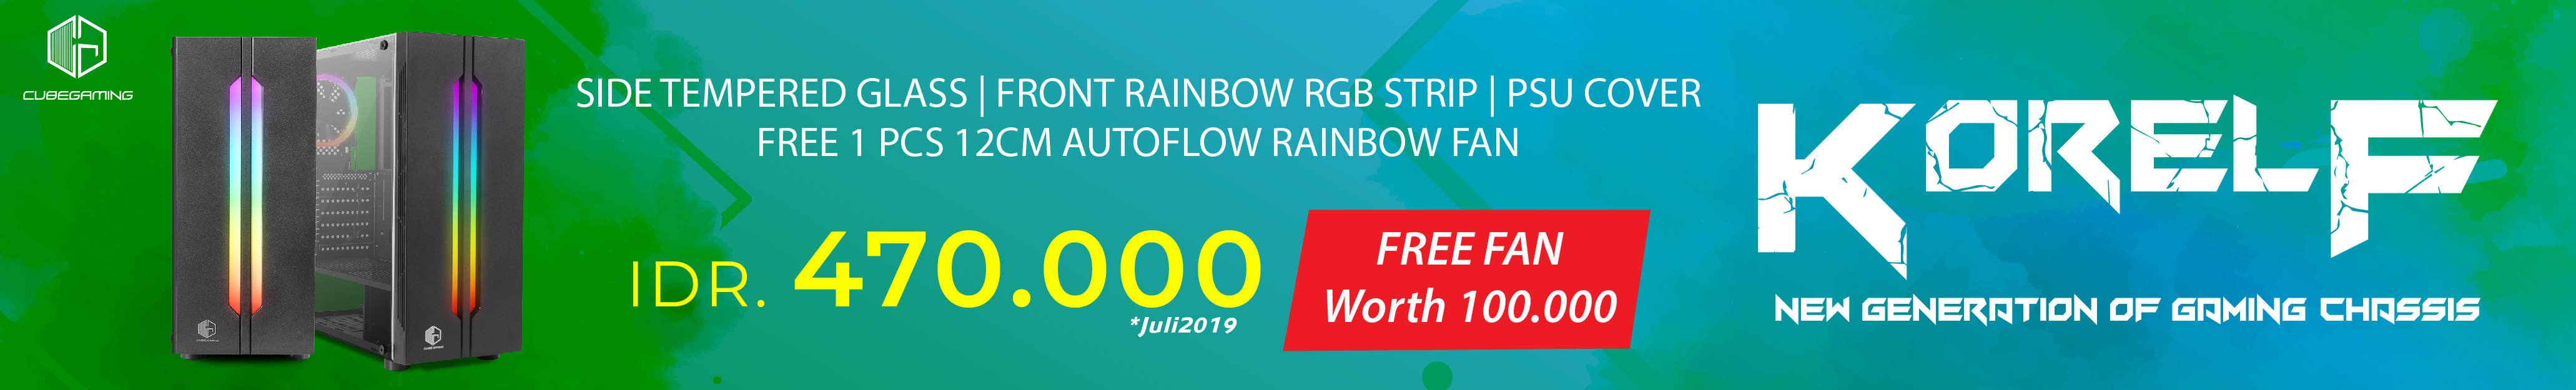 CUBEGAMING
SIDE TEMPERED GLASS | FRONT RAINBOW RGB STRIP | PSU COVER
FREE 1 PCS 12CM AUTOFLOW RAINBOW FAN
IDR. 470.000
*Juli2019
FREE FAN
Worth 100.000
KORELF
NEW GENERATION OF GAMING CHASSIS
CUBEGAMING